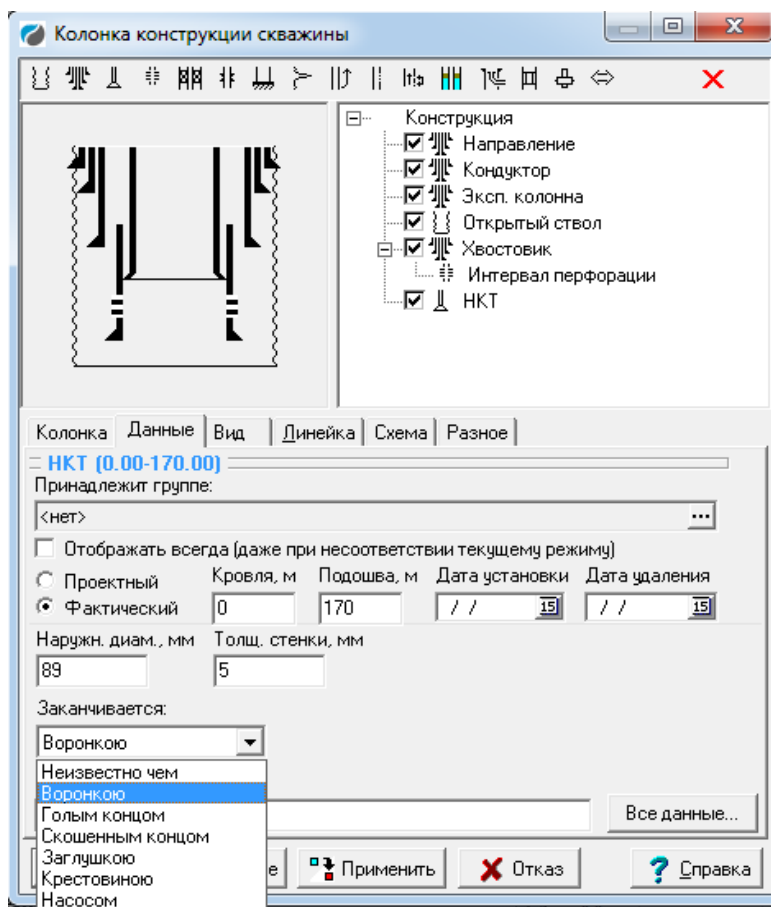 Колонка конструкции скважины
Конструкция
Направление
Кондуктор
Эксп. колонна
Открытый ствол
Хвостовик
Интервал перфорации
НКТ
Колонка Данные Вид Линейка Схема Разное
НКТ (0.00-170.00)
Принадлежит группе:
<нет> ...
Отображать всегда (даже при несоответствии текущему режиму)
Проектный Кровля, м Подошва, м Дата установки Дата удаления
Фактический 0 170 / / 15 / / 15
Наружн. диам., мм Толщ. стенки, мм
89 5
Заканчивается:
Воронкою
Неизвестно чем
Воронкою
Голым концом Все данные...
Скошенным концом
Заглушкою
Крестовиною е Применить Отказ ? Справка
Насосом